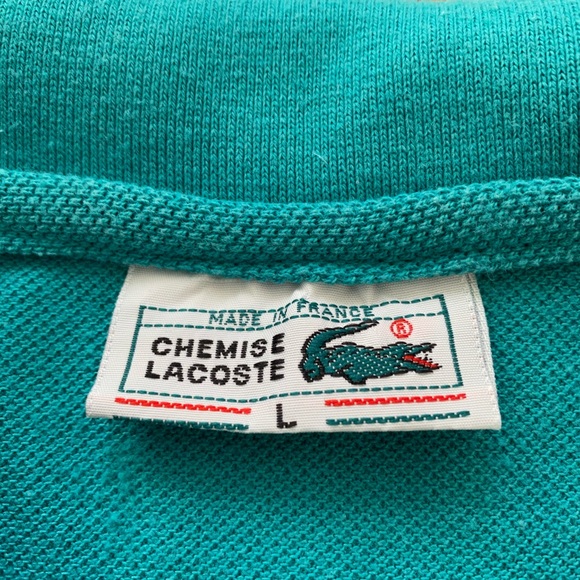 MADE IN FRANCE
CHEMISE ®
LACOSTE
L